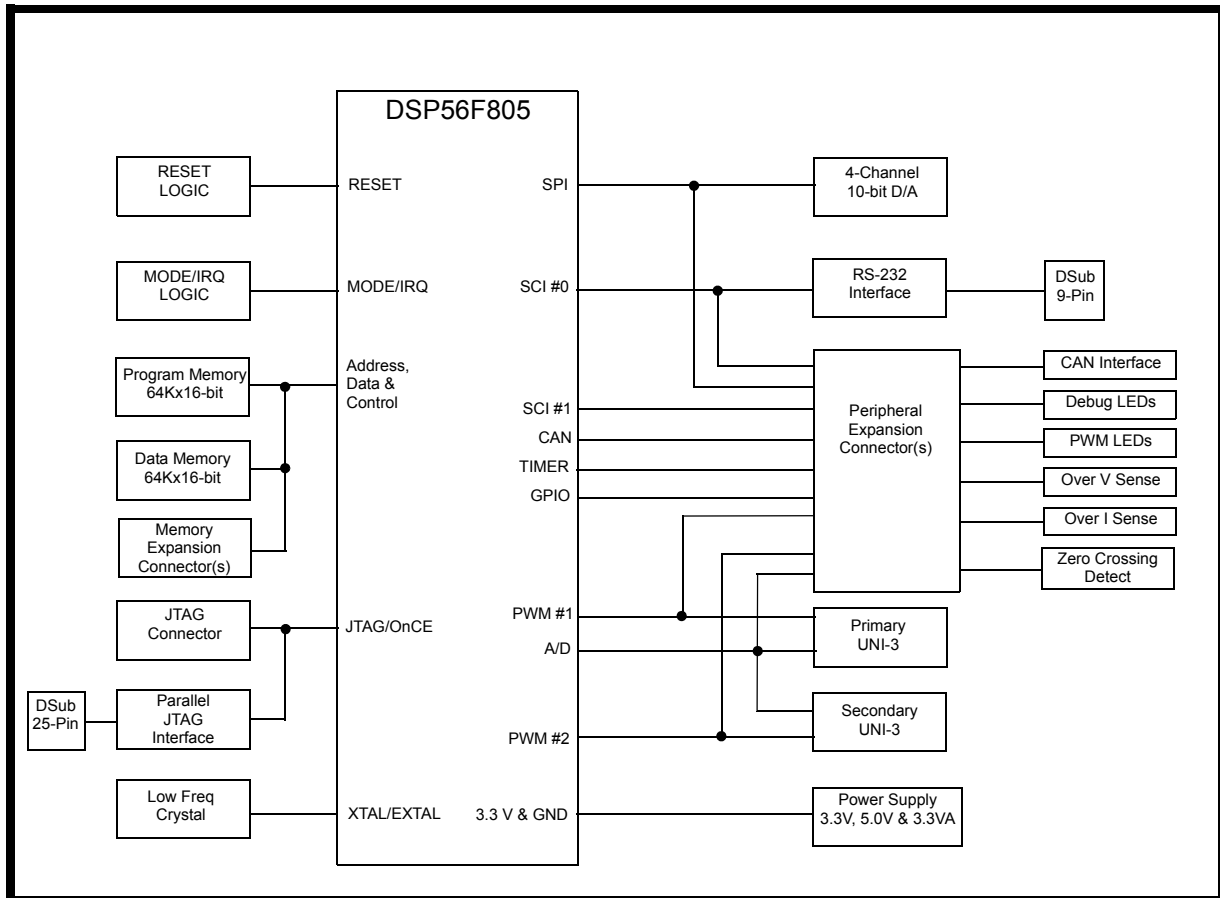 DSP56F805
RESET
LOGIC
RESET
SPI
4-Channel
10-bit D/A
MODE/IRQ
LOGIC
MODE/IRQ
SCI #0
RS-232
Interface
DSub
9-Pin
Program Memory
64Kx16-bit
Address,
Data &
Control
Data Memory
64Kx16-bit
Memory
Expansion
Connector(s)
SCI #1
CAN
TIMER
GPIO
Peripheral
Expansion
Connector(s)
CAN Interface
Debug LEDs
PWM LEDs
Over V Sense
Over I Sense
Zero Crossing
Detect
JTAG
Connector
JTAG/OnCE
PWM #1
A/D
Primary
UNI-3
DSub
25-Pin
Parallel
JTAG
Interface
PWM #2
Secondary
UNI-3
Low Freq
Crystal
XTAL/EXTAL
3.3 V & GND
Power Supply
3.3V, 5.0V & 3.3VA